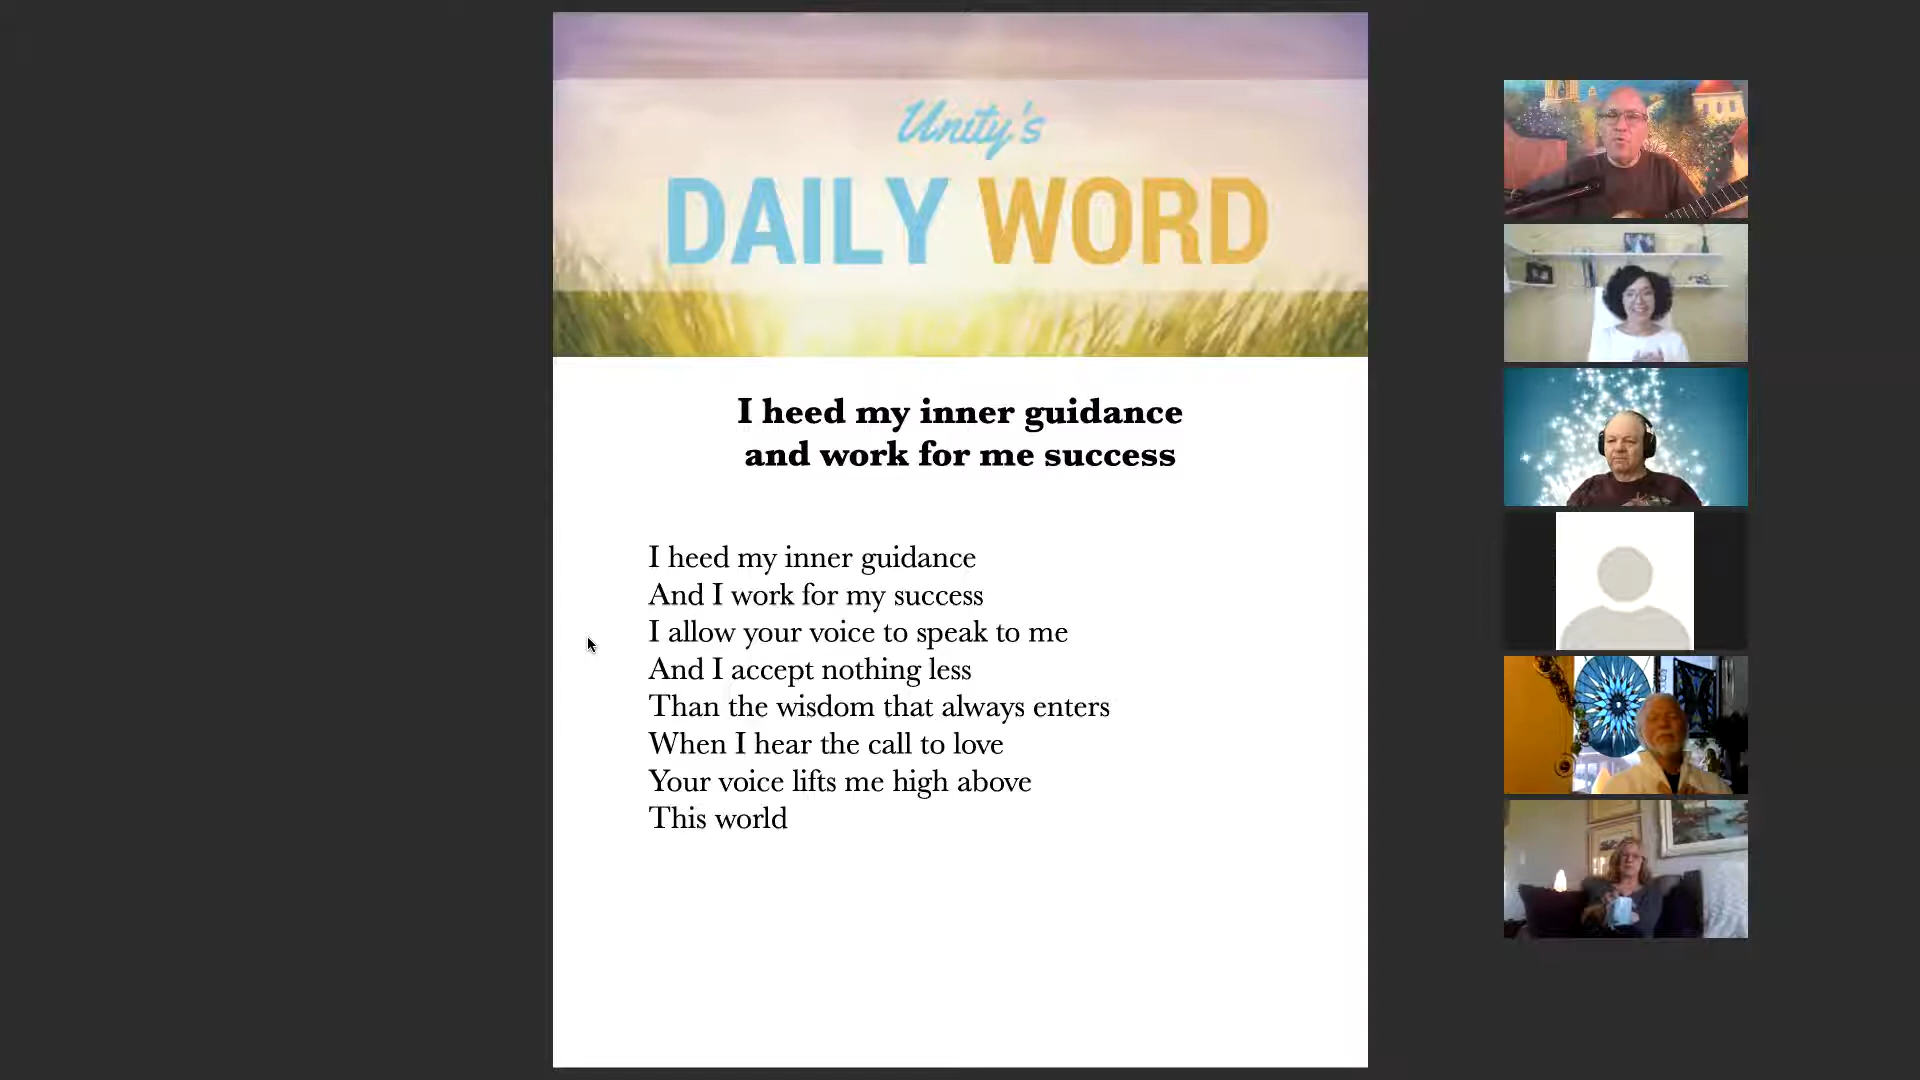 Unity's
DAILY WORD
I heed my inner guidance
and work for me success
I heed my inner guidance
And I work for my success
I allow your voice to speak to me
And I accept nothing less
Than the wisdom that always enters
When I hear the call to love
Your voice lifts me high above
This world